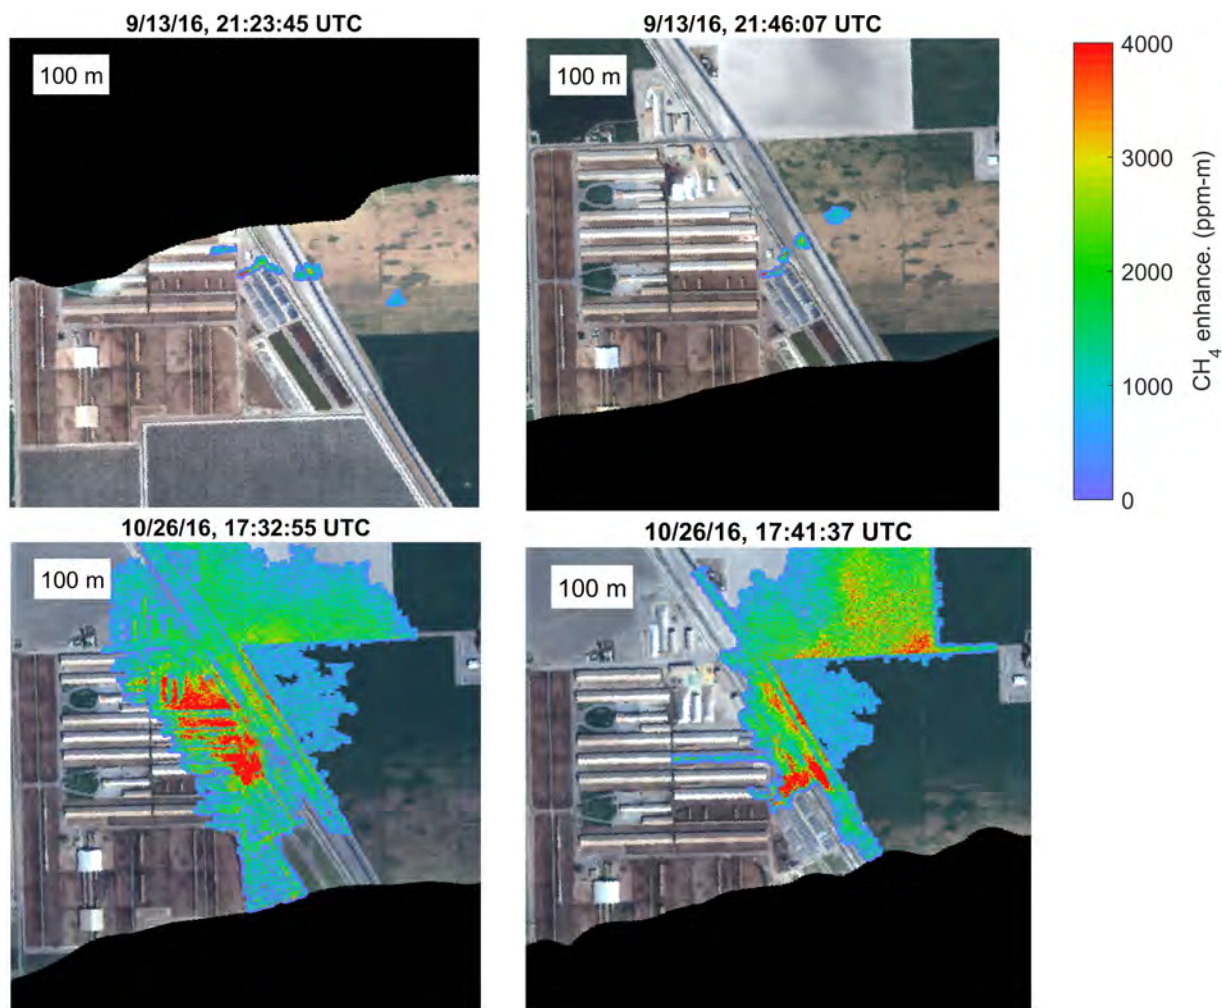 9/13/16, 21:23:45 UTC
9/13/16, 21:46:07 UTC
100 m
100 m
4000
3000
2000
1000
0
CH₄ enhance. (ppm-m)
10/26/16, 17:32:55 UTC
10/26/16, 17:41:37 UTC
100 m
100 m